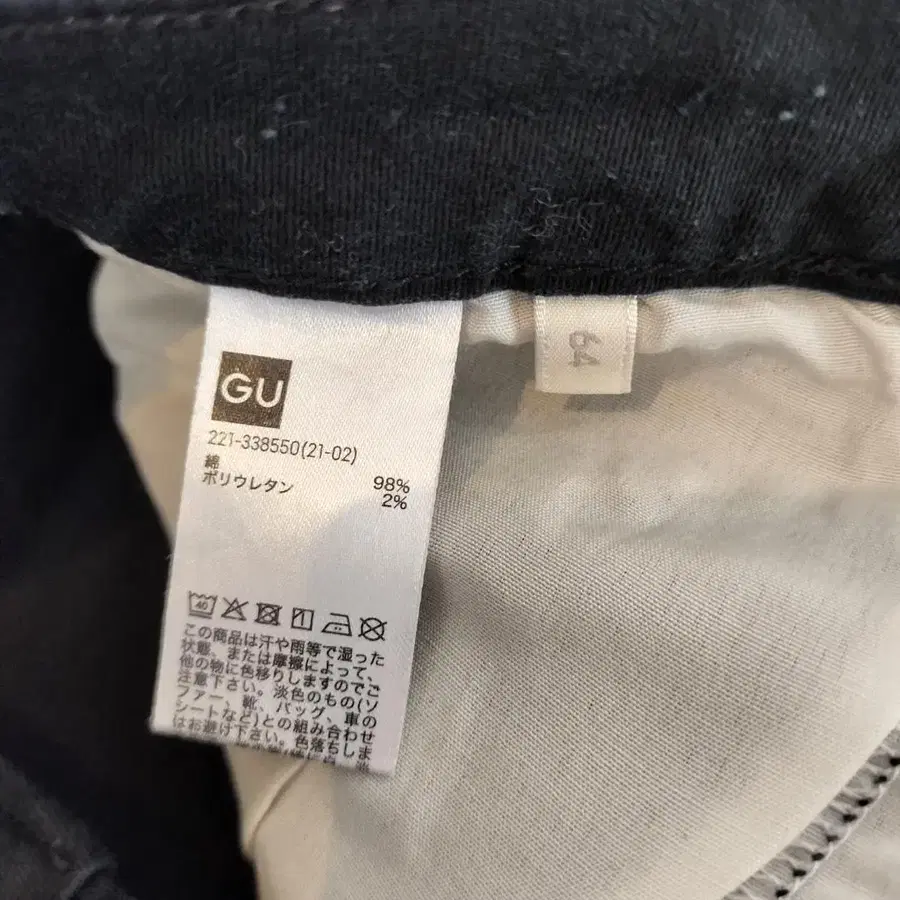 GU
64
221-338550(21-02)
綿 98%
ポリウレタン 2%
40
この商品は汗や雨等で湿った
状態、または摩擦によって、
他の物に色移りしますのでご
注意下さい。淡色のもの(ソ
ファー、靴、バッグ、車の
シートなど)との組み合わせ
はお避け下さい。色落ちしま